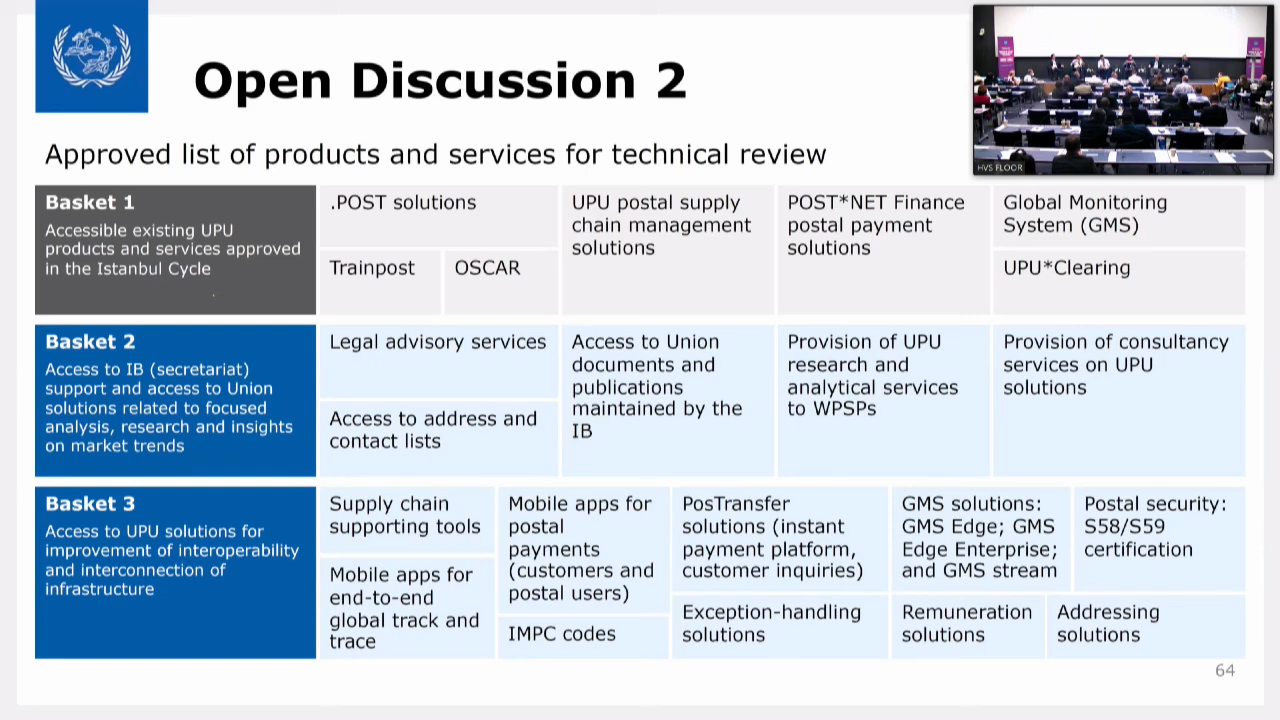 Open Discussion 2
HVS FLOOR
Approved list of products and services for technical review
Basket 1
Accessible existing UPU
products and services approved
in the Istanbul Cycle
.POST solutions
Trainpost
OSCAR
UPU postal supply
chain management
solutions
POST*NET Finance
postal payment
solutions
Global Monitoring
System (GMS)
UPU*Clearing
Basket 2
Access to IB (secretariat)
support and access to Union
solutions related to focused
analysis, research and insights
on market trends
Legal advisory services
Access to address and
contact lists
Access to Union
documents and
publications
maintained by the
IB
Provision of UPU
research and
analytical services
to WPSPs
Provision of consultancy
services on UPU
solutions
Basket 3
Access to UPU solutions for
improvement of interoperability
and interconnection of
infrastructure
Supply chain
supporting tools
Mobile apps for
end-to-end
global track and
trace
Mobile apps for
postal
payments
(customers and
postal users)
IMPC codes
PosTransfer
solutions (instant
payment platform,
customer inquiries)
Exception-handling
solutions
GMS solutions:
GMS Edge; GMS
Edge Enterprise;
and GMS stream
Remuneration
solutions
Postal security:
S58/S59
certification
Addressing
solutions
64